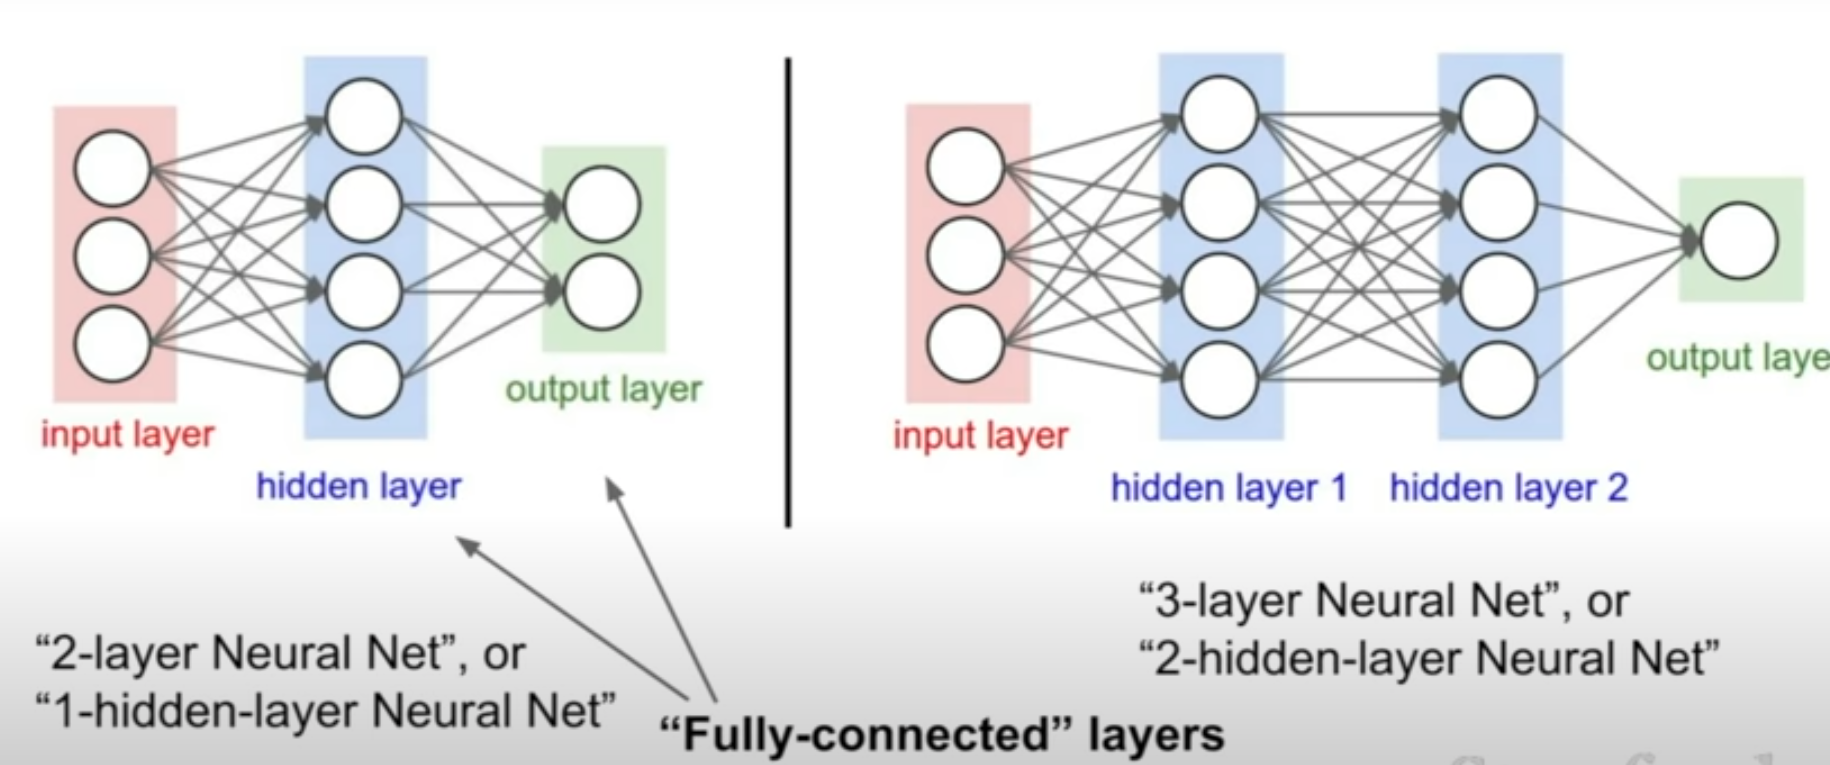 input layer
hidden layer
output layer
"2-layer Neural Net", or
"1-hidden-layer Neural Net"
"Fully-connected" layers
input layer
hidden layer 1
hidden layer 2
output laye
"3-layer Neural Net", or
"2-hidden-layer Neural Net"